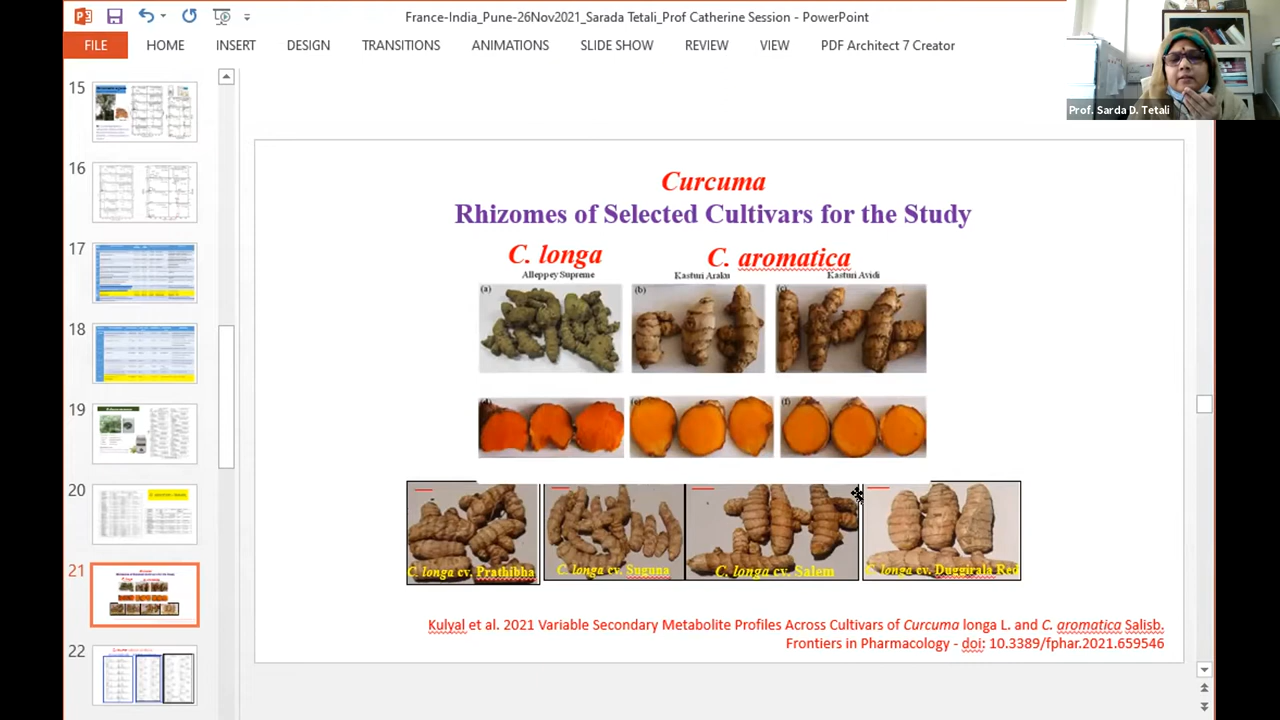 France-India_Pune-26Nov2021_Sarada Tetali_Prof Catherine Session - PowerPoint
FILE HOME INSERT DESIGN TRANSITIONS ANIMATIONS SLIDE SHOW REVIEW VIEW PDF Architect 7 Creator
Prof. Sarda D. Tetali
15
16
17
18
19
20
21
22
Curcuma
Rhizomes of Selected Cultivars for the Study
C. longa C. aromatica
Alleppey Supreme Kasturi Araku Kasturi Avidi
(a) (b) (c)
(d) (e) (f)
C. longa cv. Prathibha C. longa cv. Suguna C. longa cv. Salem C. longa cv. Duggirala Red
Kulyal et al. 2021 Variable Secondary Metabolite Profiles Across Cultivars of Curcuma longa L. and C. aromatica Salisb.
Frontiers in Pharmacology - doi: 10.3389/fphar.2021.659546